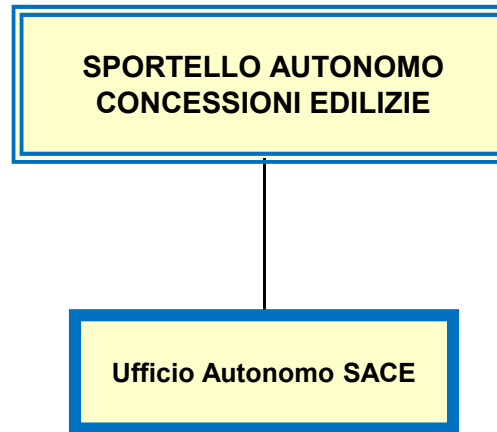 SPORTELLO AUTONOMO
CONCESSIONI EDILIZIE
Ufficio Autonomo SACE